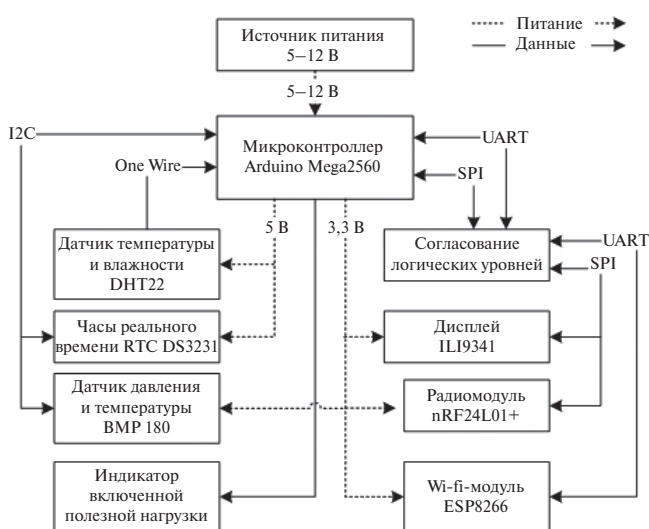 Источник питания
5–12 В
Питание
Данные
5–12 В
I2C
Микроконтроллер
Arduino Mega2560
UART
One Wire
SPI
5 В
3,3 В
Датчик температуры
и влажности
DHT22
Согласование
логических уровней
UART
SPI
Часы реального
времени RTC DS3231
Дисплей
ILI9341
Датчик давления
и температуры
BMP 180
Радиомодуль
nRF24L01+
Индикатор
включенной
полезной нагрузки
Wi-fi-модуль
ESP8266